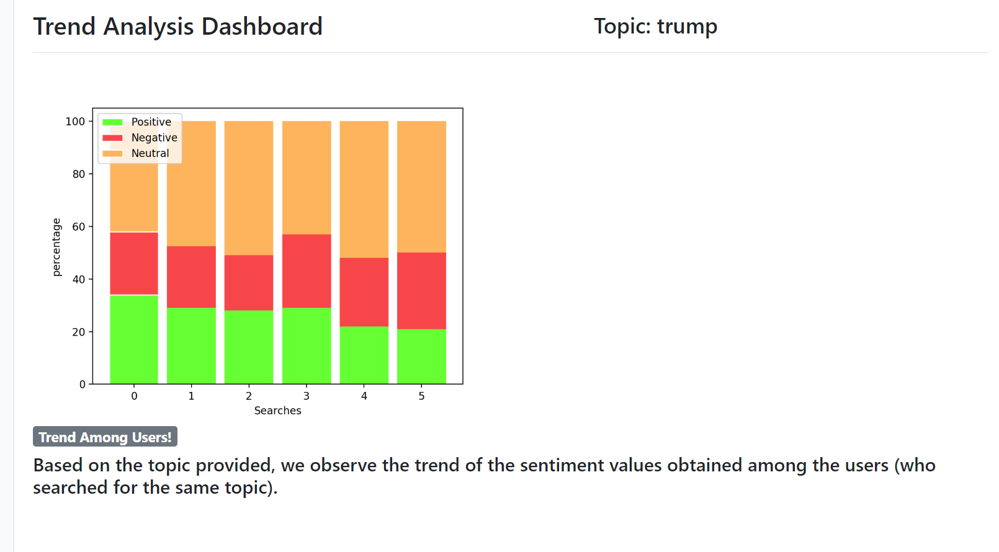 Trend Analysis Dashboard
Topic: trump
Positive
Negative
Neutral
100
80
60
40
20
0
percentage
0 1 2 3 4 5
Searches
Trend Among Users!
Based on the topic provided, we observe the trend of the sentiment values obtained among the users (who
searched for the same topic).